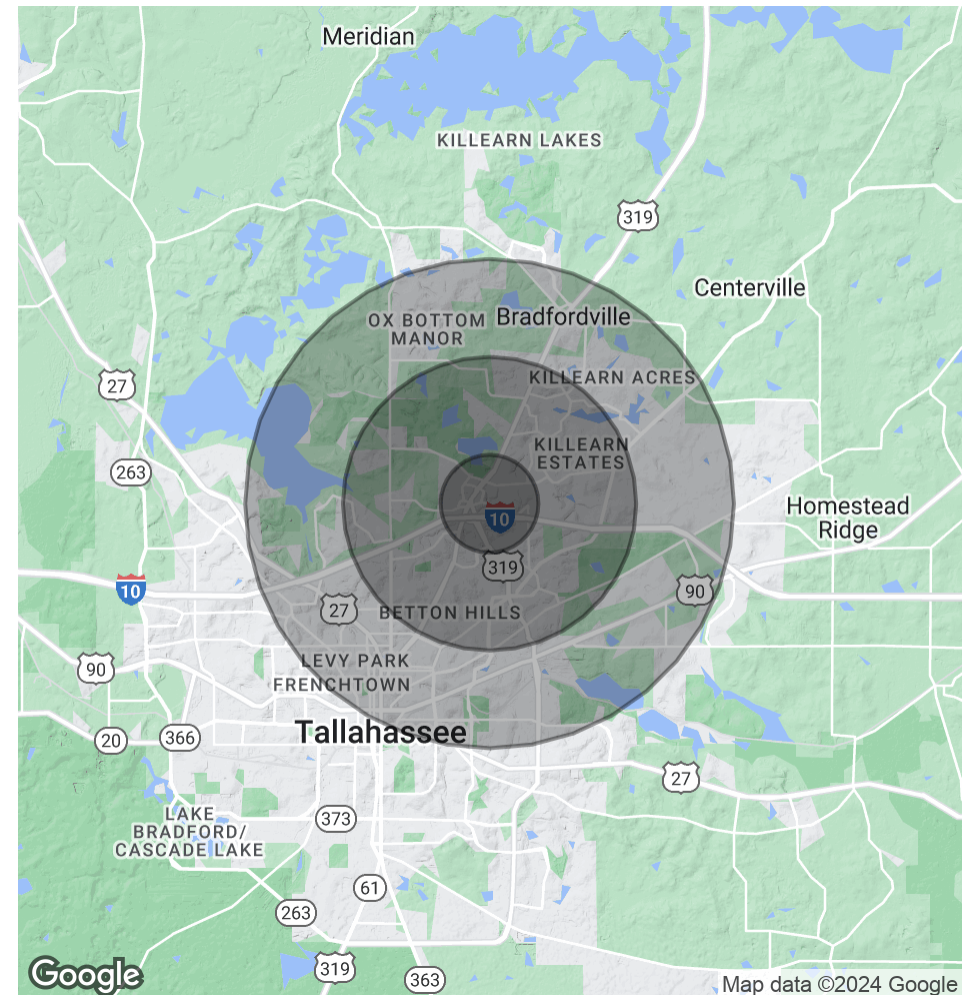 Meridian
KILLEARN LAKES
319
Centerville
OX BOTTOM
MANOR
Bradfordville
KILLEARN ACRES
27
KILLEARN
ESTATES
263
Homestead
Ridge
10
319
10
90
27
BETTON HILLS
LEVY PARK
FRENCHTOWN
90
Tallahassee
20
366
27
LAKE
BRADFORD/
CASCADE LAKE
373
61
263
319
363
Google
Map data ©2024 Google